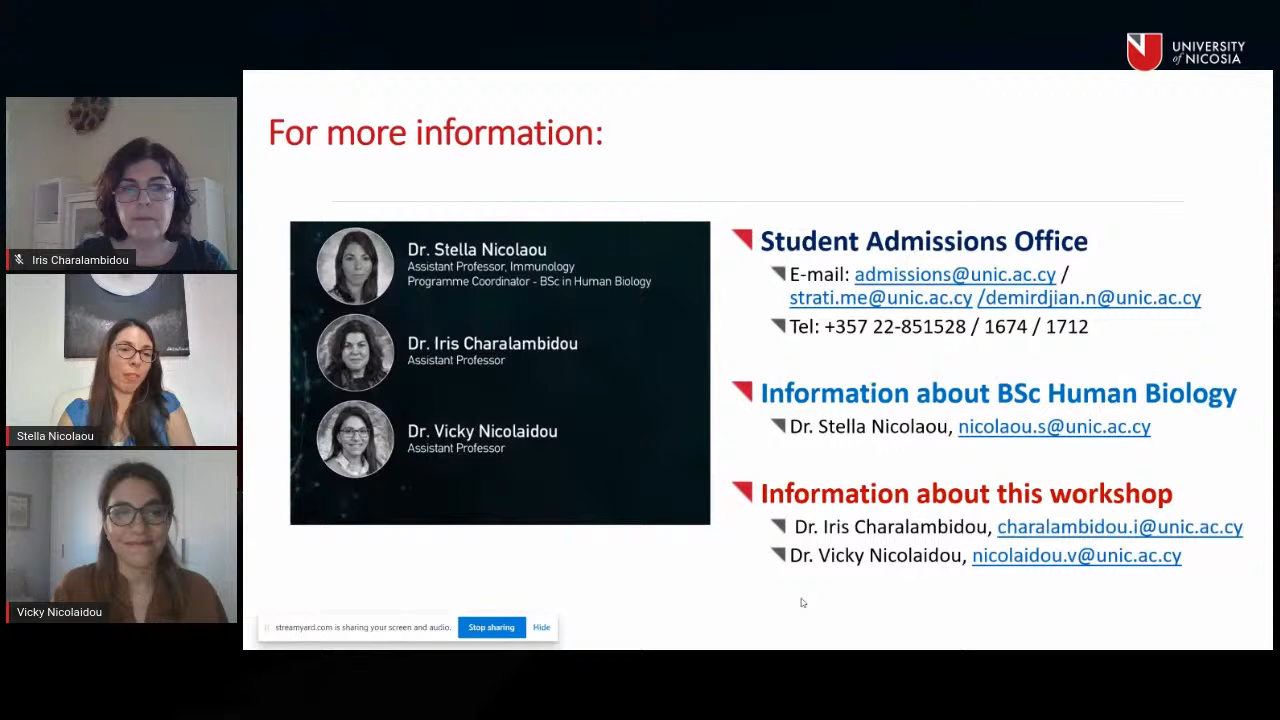 UNIVERSITY
of NICOSIA
For more information:
Iris Charalambidou
Stella Nicolaou
Vicky Nicolaidou
Dr. Stella Nicolaou
Assistant Professor, Immunology
Programme Coordinator - BSc in Human Biology
Dr. Iris Charalambidou
Assistant Professor
Dr. Vicky Nicolaidou
Assistant Professor
Student Admissions Office
E-mail: admissions@unic.ac.cy /
strati.me@unic.ac.cy /demirdjian.n@unic.ac.cy
Tel: +357 22-851528 / 1674 / 1712
Information about BSc Human Biology
Dr. Stella Nicolaou, nicolaou.s@unic.ac.cy
Information about this workshop
Dr. Iris Charalambidou, charalambidou.i@unic.ac.cy
Dr. Vicky Nicolaidou, nicolaidou.v@unic.ac.cy
streamyard.com is sharing your screen and audio.
Stop sharing
Hide